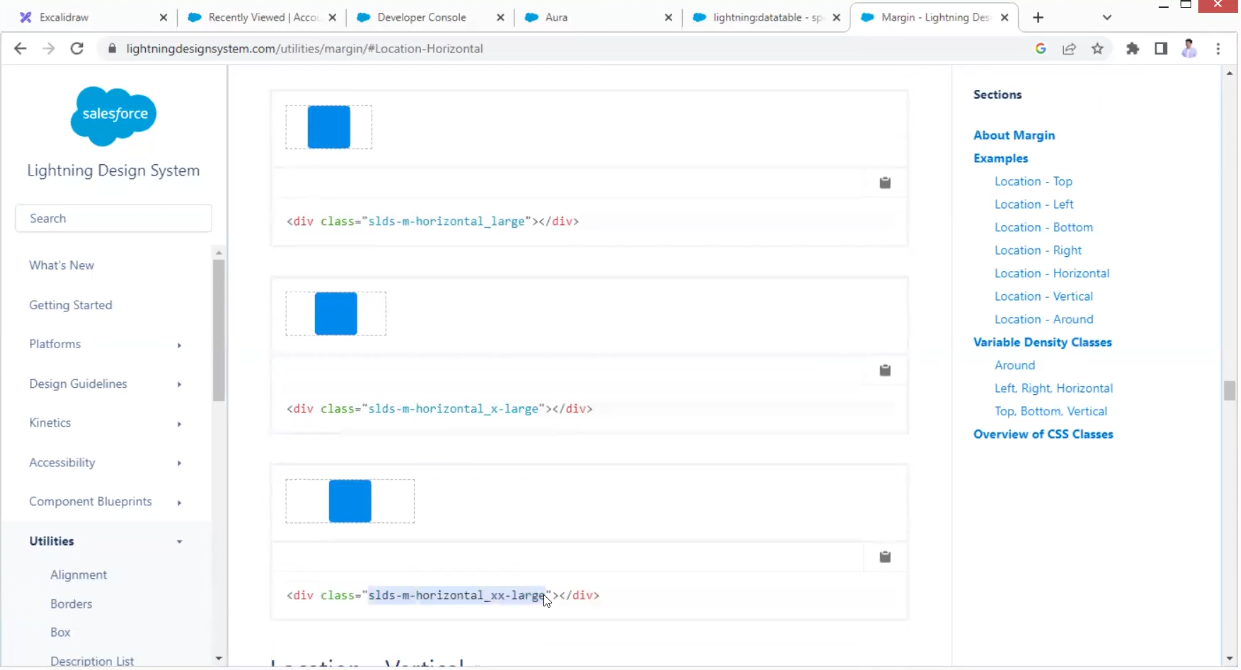 Excalidraw
Recently Viewed | Accou
Developer Console
Aura
lightning:datatable - sp
Margin - Lightning Des
lightningdesignsystem.com/utilities/margin/#Location-Horizontal
salesforce
Lightning Design System
Search
What's New
Getting Started
Platforms
Design Guidelines
Kinetics
Accessibility
Component Blueprints
Utilities
Alignment
Borders
Box
Description List
<div class="slds-m-horizontal_large"></div>
<div class="slds-m-horizontal_x-large"></div>
<div class="slds-m-horizontal_xx-large"></div>
Location - Vertical
Sections
About Margin
Examples
Location - Top
Location - Left
Location - Bottom
Location - Right
Location - Horizontal
Location - Vertical
Location - Around
Variable Density Classes
Around
Left, Right, Horizontal
Top, Bottom, Vertical
Overview of CSS Classes